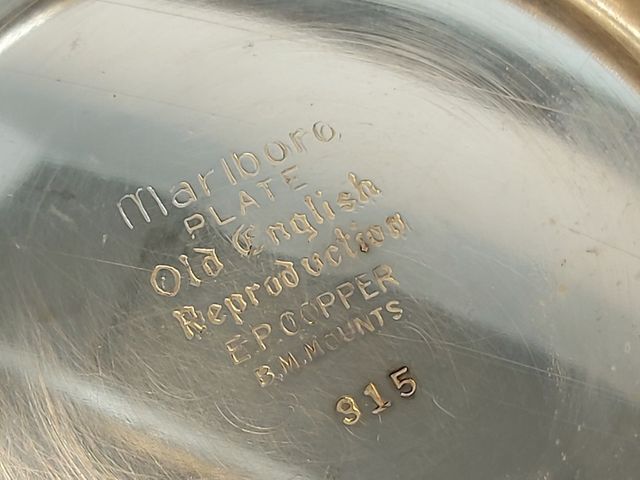 Marlboro
PLATE
Old English
Reproduction
E.P. COPPER
B.M. MOUNTS
915